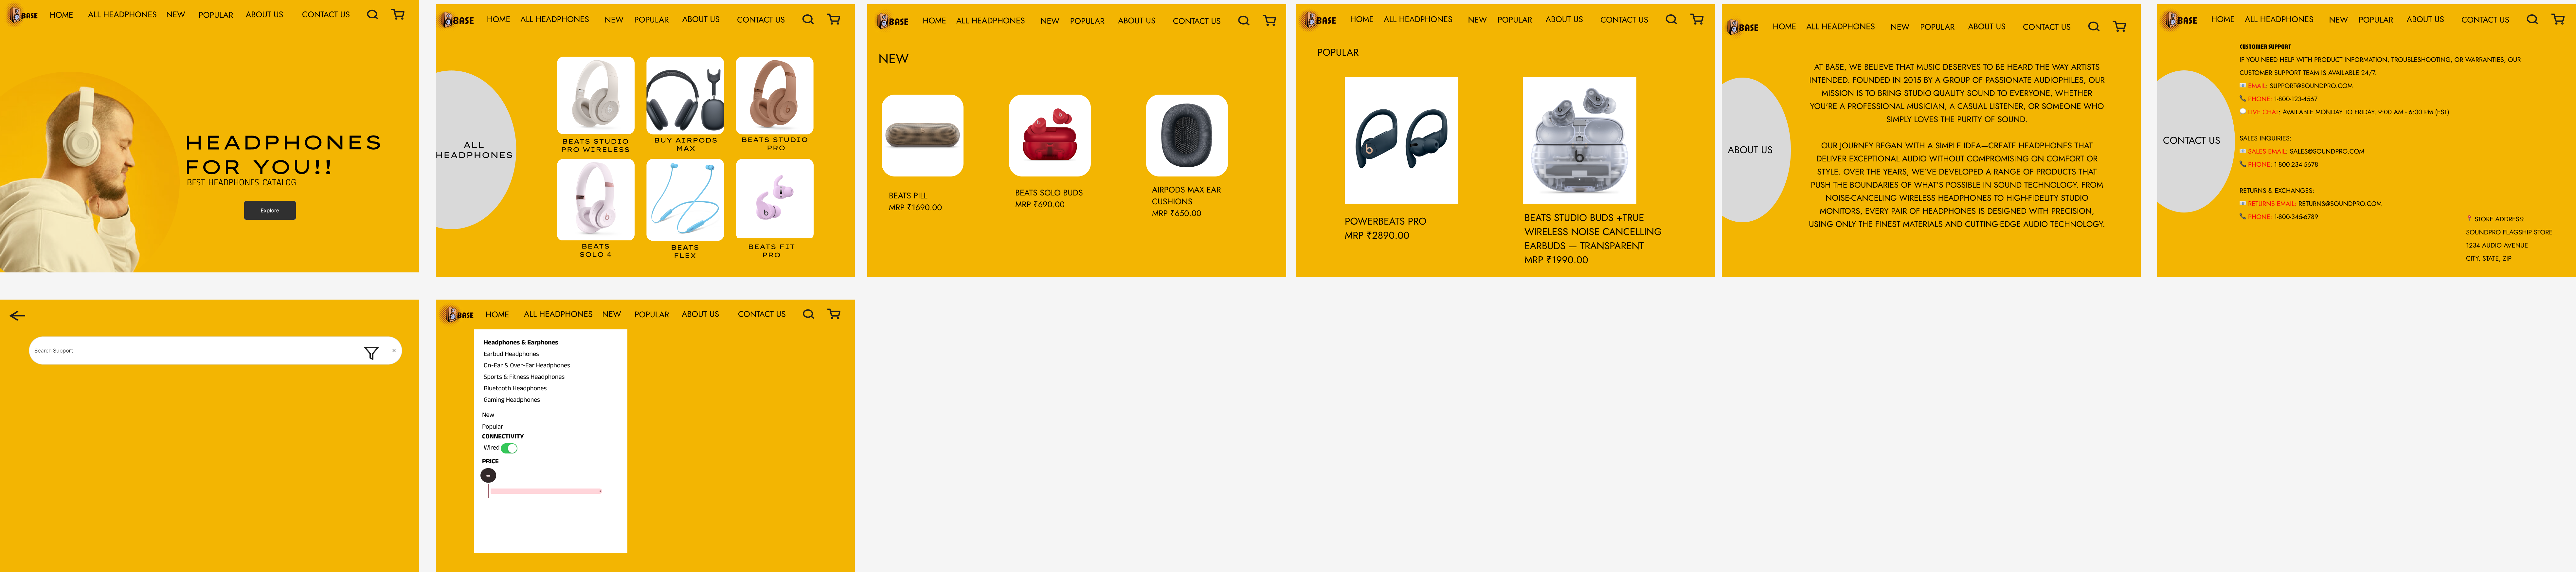 BASE HOME ALL HEADPHONES NEW POPULAR ABOUT US CONTACT US
HEADPHONES
FOR YOU!!
BEST HEADPHONES CATALOG
Explore
BASE HOME ALL HEADPHONES NEW POPULAR ABOUT US CONTACT US
ALL
HEADPHONES
BEATS STUDIO
PRO WIRELESS
BUY AIRPODS
MAX
BEATS STUDIO
PRO
BEATS
SOLO 4
BEATS
FLEX
BEATS FIT
PRO
BASE HOME ALL HEADPHONES NEW POPULAR ABOUT US CONTACT US
NEW
BEATS PILL
MRP ₹1690.00
BEATS SOLO BUDS
MRP ₹690.00
AIRPODS MAX EAR
CUSHIONS
MRP ₹650.00
BASE HOME ALL HEADPHONES NEW POPULAR ABOUT US CONTACT US
POPULAR
POWERBEATS PRO
MRP ₹2890.00
BEATS STUDIO BUDS +TRUE
WIRELESS NOISE CANCELLING
EARBUDS — TRANSPARENT
MRP ₹1990.00
BASE HOME ALL HEADPHONES NEW POPULAR ABOUT US CONTACT US
ABOUT US
AT BASE, WE BELIEVE THAT MUSIC DESERVES TO BE HEARD THE WAY ARTISTS
INTENDED. FOUNDED IN 2015 BY A GROUP OF PASSIONATE AUDIOPHILES, OUR
MISSION IS TO BRING STUDIO-QUALITY SOUND TO EVERYONE, WHETHER
YOU'RE A PROFESSIONAL MUSICIAN, A CASUAL LISTENER, OR SOMEONE WHO
SIMPLY LOVES THE PURITY OF SOUND.
OUR JOURNEY BEGAN WITH A SIMPLE IDEA—CREATE HEADPHONES THAT
DELIVER EXCEPTIONAL AUDIO WITHOUT COMPROMISING ON COMFORT OR
STYLE. OVER THE YEARS, WE'VE DEVELOPED A RANGE OF PRODUCTS THAT
PUSH THE BOUNDARIES OF WHAT'S POSSIBLE IN SOUND TECHNOLOGY. FROM
NOISE-CANCELING WIRELESS HEADPHONES TO HIGH-FIDELITY STUDIO
MONITORS, EVERY PAIR OF HEADPHONES IS DESIGNED WITH PRECISION,
USING ONLY THE FINEST MATERIALS AND CUTTING-EDGE AUDIO TECHNOLOGY.
BASE HOME ALL HEADPHONES NEW POPULAR ABOUT US CONTACT US
CONTACT US
CUSTOMER SUPPORT
IF YOU NEED HELP WITH PRODUCT INFORMATION, TROUBLESHOOTING, OR WARRANTIES, OUR
CUSTOMER SUPPORT TEAM IS AVAILABLE 24/7.
EMAIL: SUPPORT@SOUNDPRO.COM
PHONE: 1-800-123-4567
LIVE CHAT: AVAILABLE MONDAY TO FRIDAY, 9:00 AM - 6:00 PM (EST)
SALES INQUIRIES:
SALES EMAIL: SALES@SOUNDPRO.COM
PHONE: 1-800-234-5678
RETURNS & EXCHANGES:
RETURNS EMAIL: RETURNS@SOUNDPRO.COM
PHONE: 1-800-345-6789
STORE ADDRESS:
SOUNDPRO FLAGSHIP STORE
1234 AUDIO AVENUE
CITY, STATE, ZIP
Search Support
BASE HOME ALL HEADPHONES NEW POPULAR ABOUT US CONTACT US
Headphones & Earphones
Earbud Headphones
On-Ear & Over-Ear Headphones
Sports & Fitness Headphones
Bluetooth Headphones
Gaming Headphones
New
Popular
CONNECTIVITY
Wired
PRICE